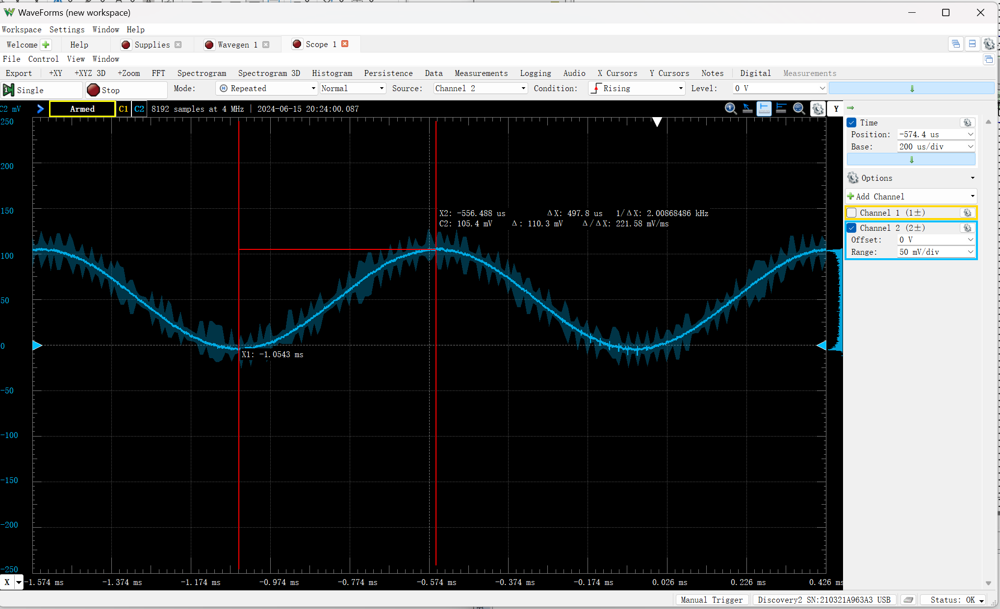 WaveForms (new workspace)
Workspace Settings Window Help
Welcome Help Supplies Wavegen 1 Scope 1
File Control View Window
Export +XY +XYZ 3D +Zoom FFT Spectrogram Spectrogram 3D Histogram Persistence Data Measurements Logging Audio X Cursors Y Cursors Notes Digital Measurements
Single Stop Mode: Repeated Normal Source: Channel 2 Condition: Rising Level: 0 V
C2 mV Armed C1 C2 8192 samples at 4 MHz | 2024-06-15 20:24:00.087 Y
250
200
150
100
50
0
-50
-100
-150
-200
-250
X2: -556.488 us ΔX: 497.8 us 1/ΔX: 2.00868486 kHz
C2: 105.4 mV Δ: 110.3 mV Δ/ΔX: 221.58 mV/ms
X1: -1.0543 ms
X -1.574 ms -1.374 ms -1.174 ms -0.974 ms -0.774 ms -0.574 ms -0.374 ms -0.174 ms 0.026 ms 0.226 ms 0.426 ms
Time
Position: -574.4 us
Base: 200 us/div
Options
Add Channel
Channel 1 (1±)
Channel 2 (2±)
Offset: 0 V
Range: 50 mV/div
Manual Trigger Discovery2 SN:210321A963A3 USB Status: OK